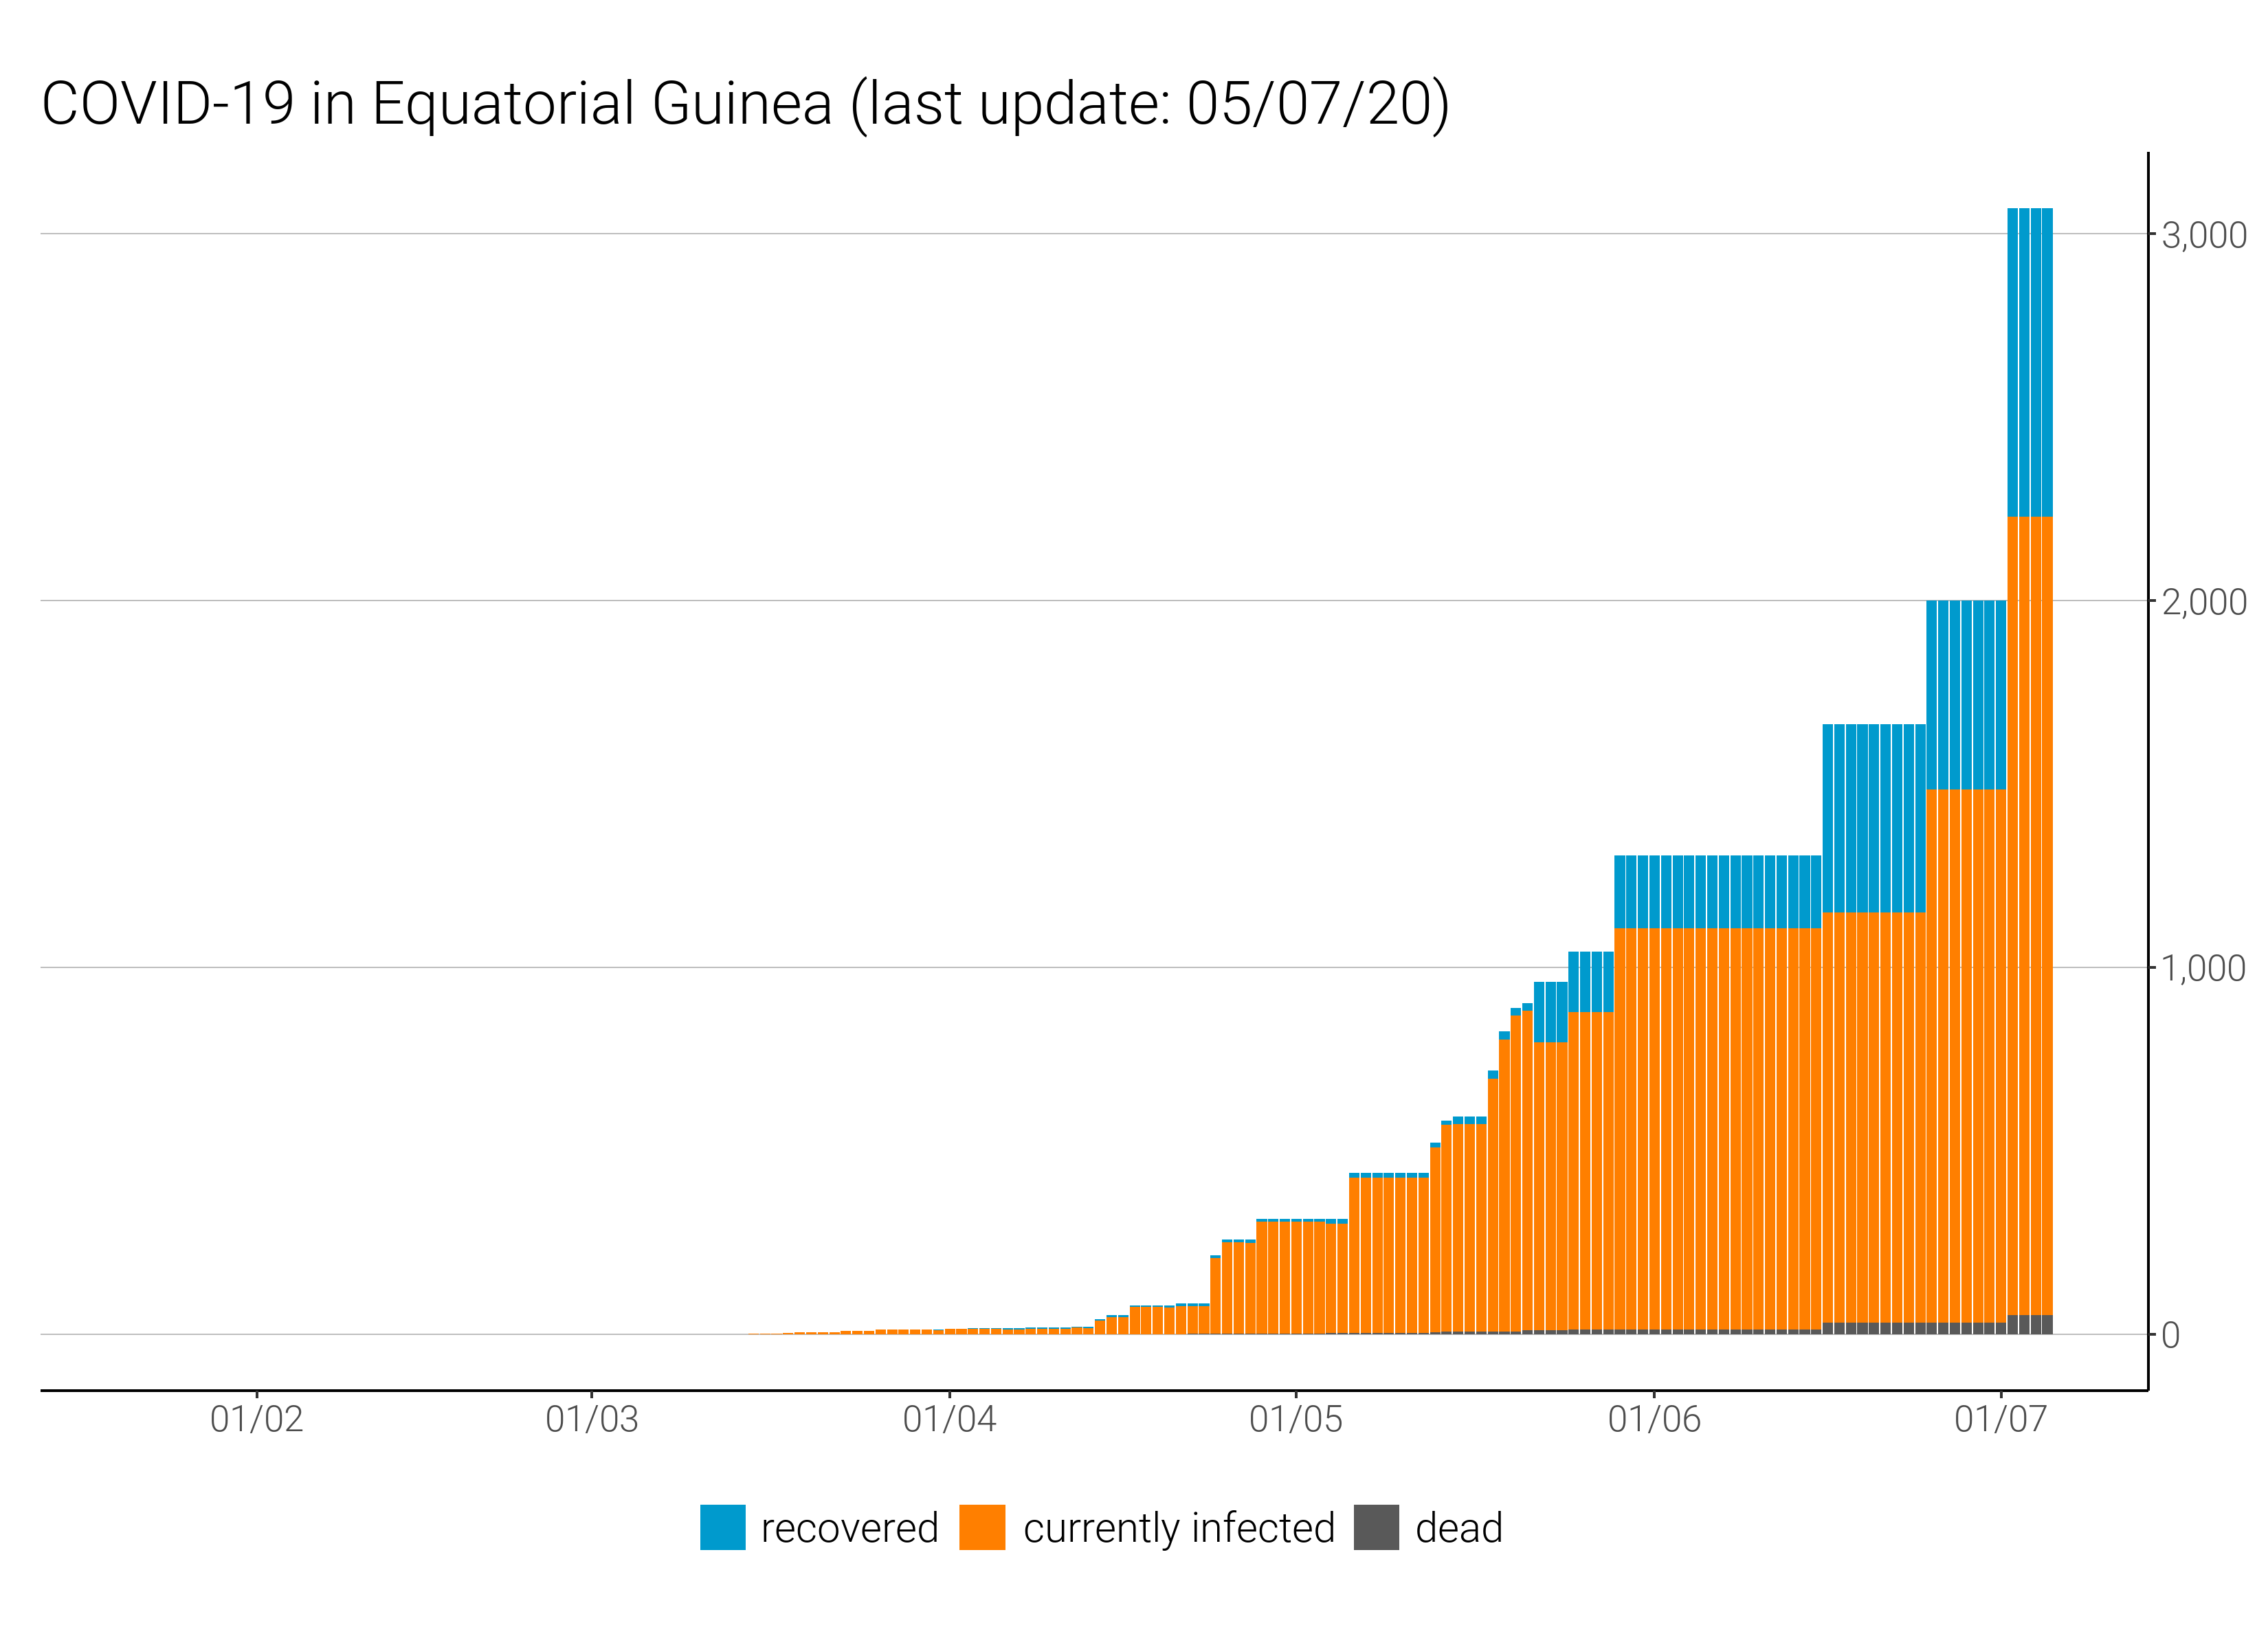 COVID-19 in Equatorial Guinea (last update: 05/07/20)
3,000
2,000
1,000
0
01/02 01/03 01/04 01/05 01/06 01/07
recovered currently infected dead